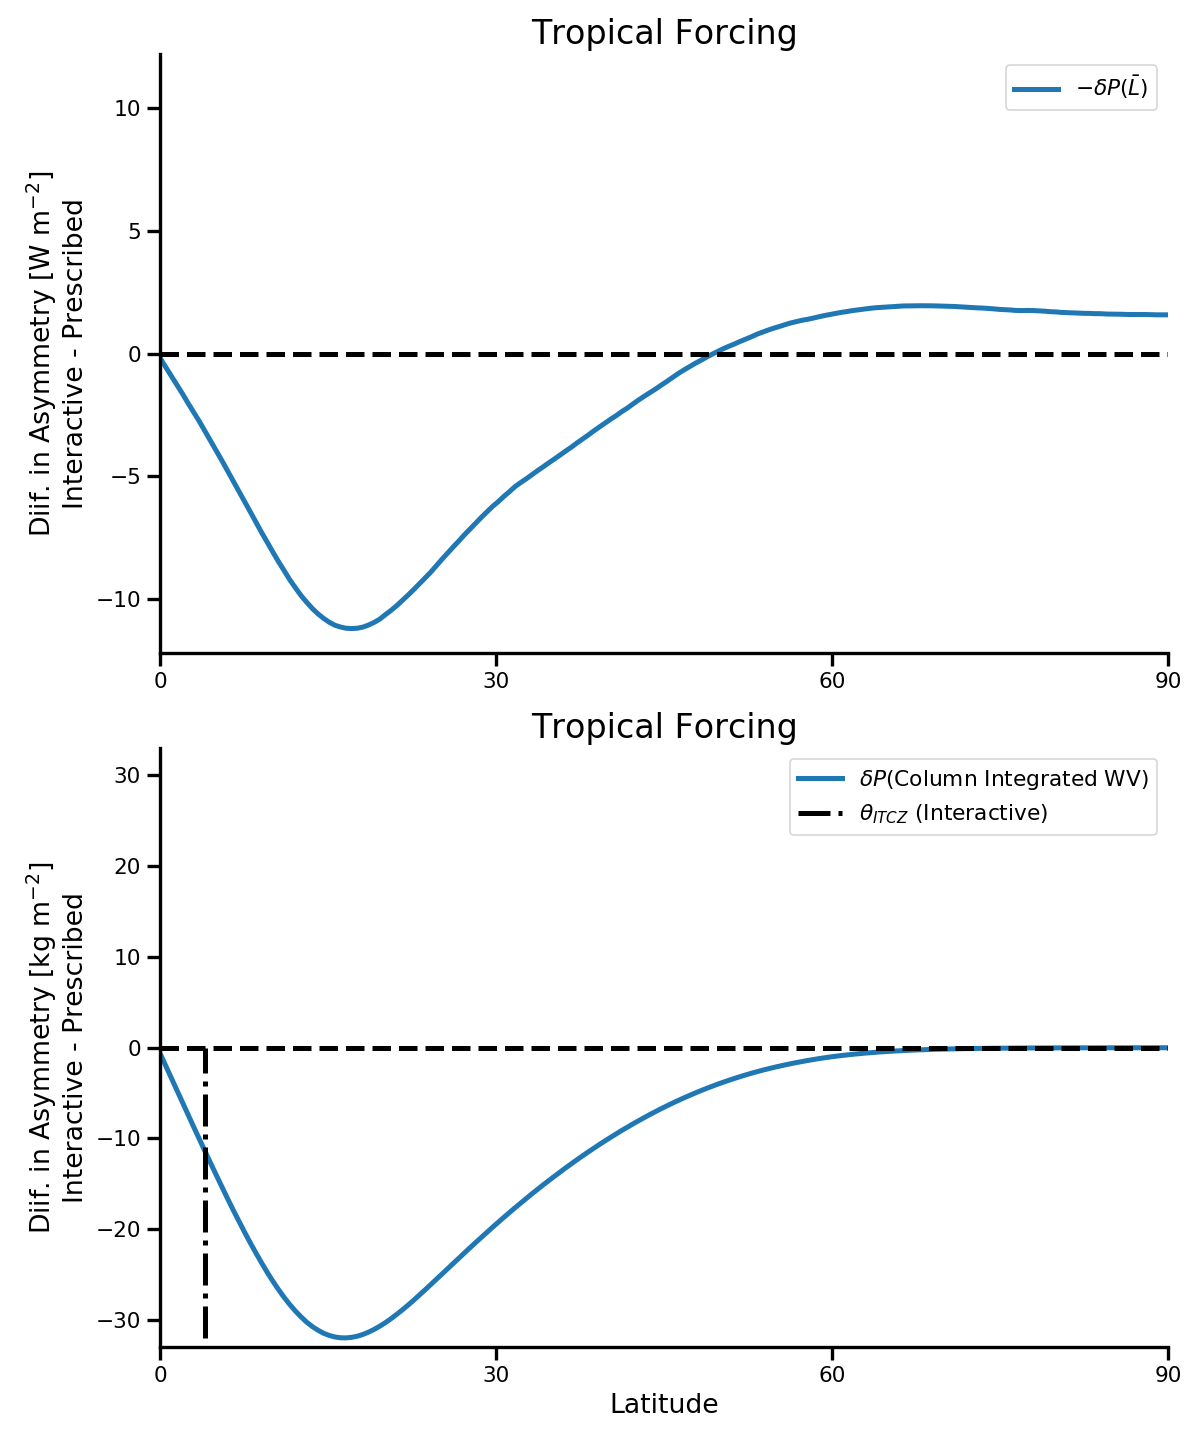 Tropical Forcing
−δP(L̄)
10
5
0
−5
−10
Diif. in Asymmetry [W m⁻²]
Interactive - Prescribed
0 30 60 90
Tropical Forcing
δP(Column Integrated WV)
θ_ITCZ (Interactive)
30
20
10
0
−10
−20
−30
Diif. in Asymmetry [kg m⁻²]
Interactive - Prescribed
0 30 60 90
Latitude